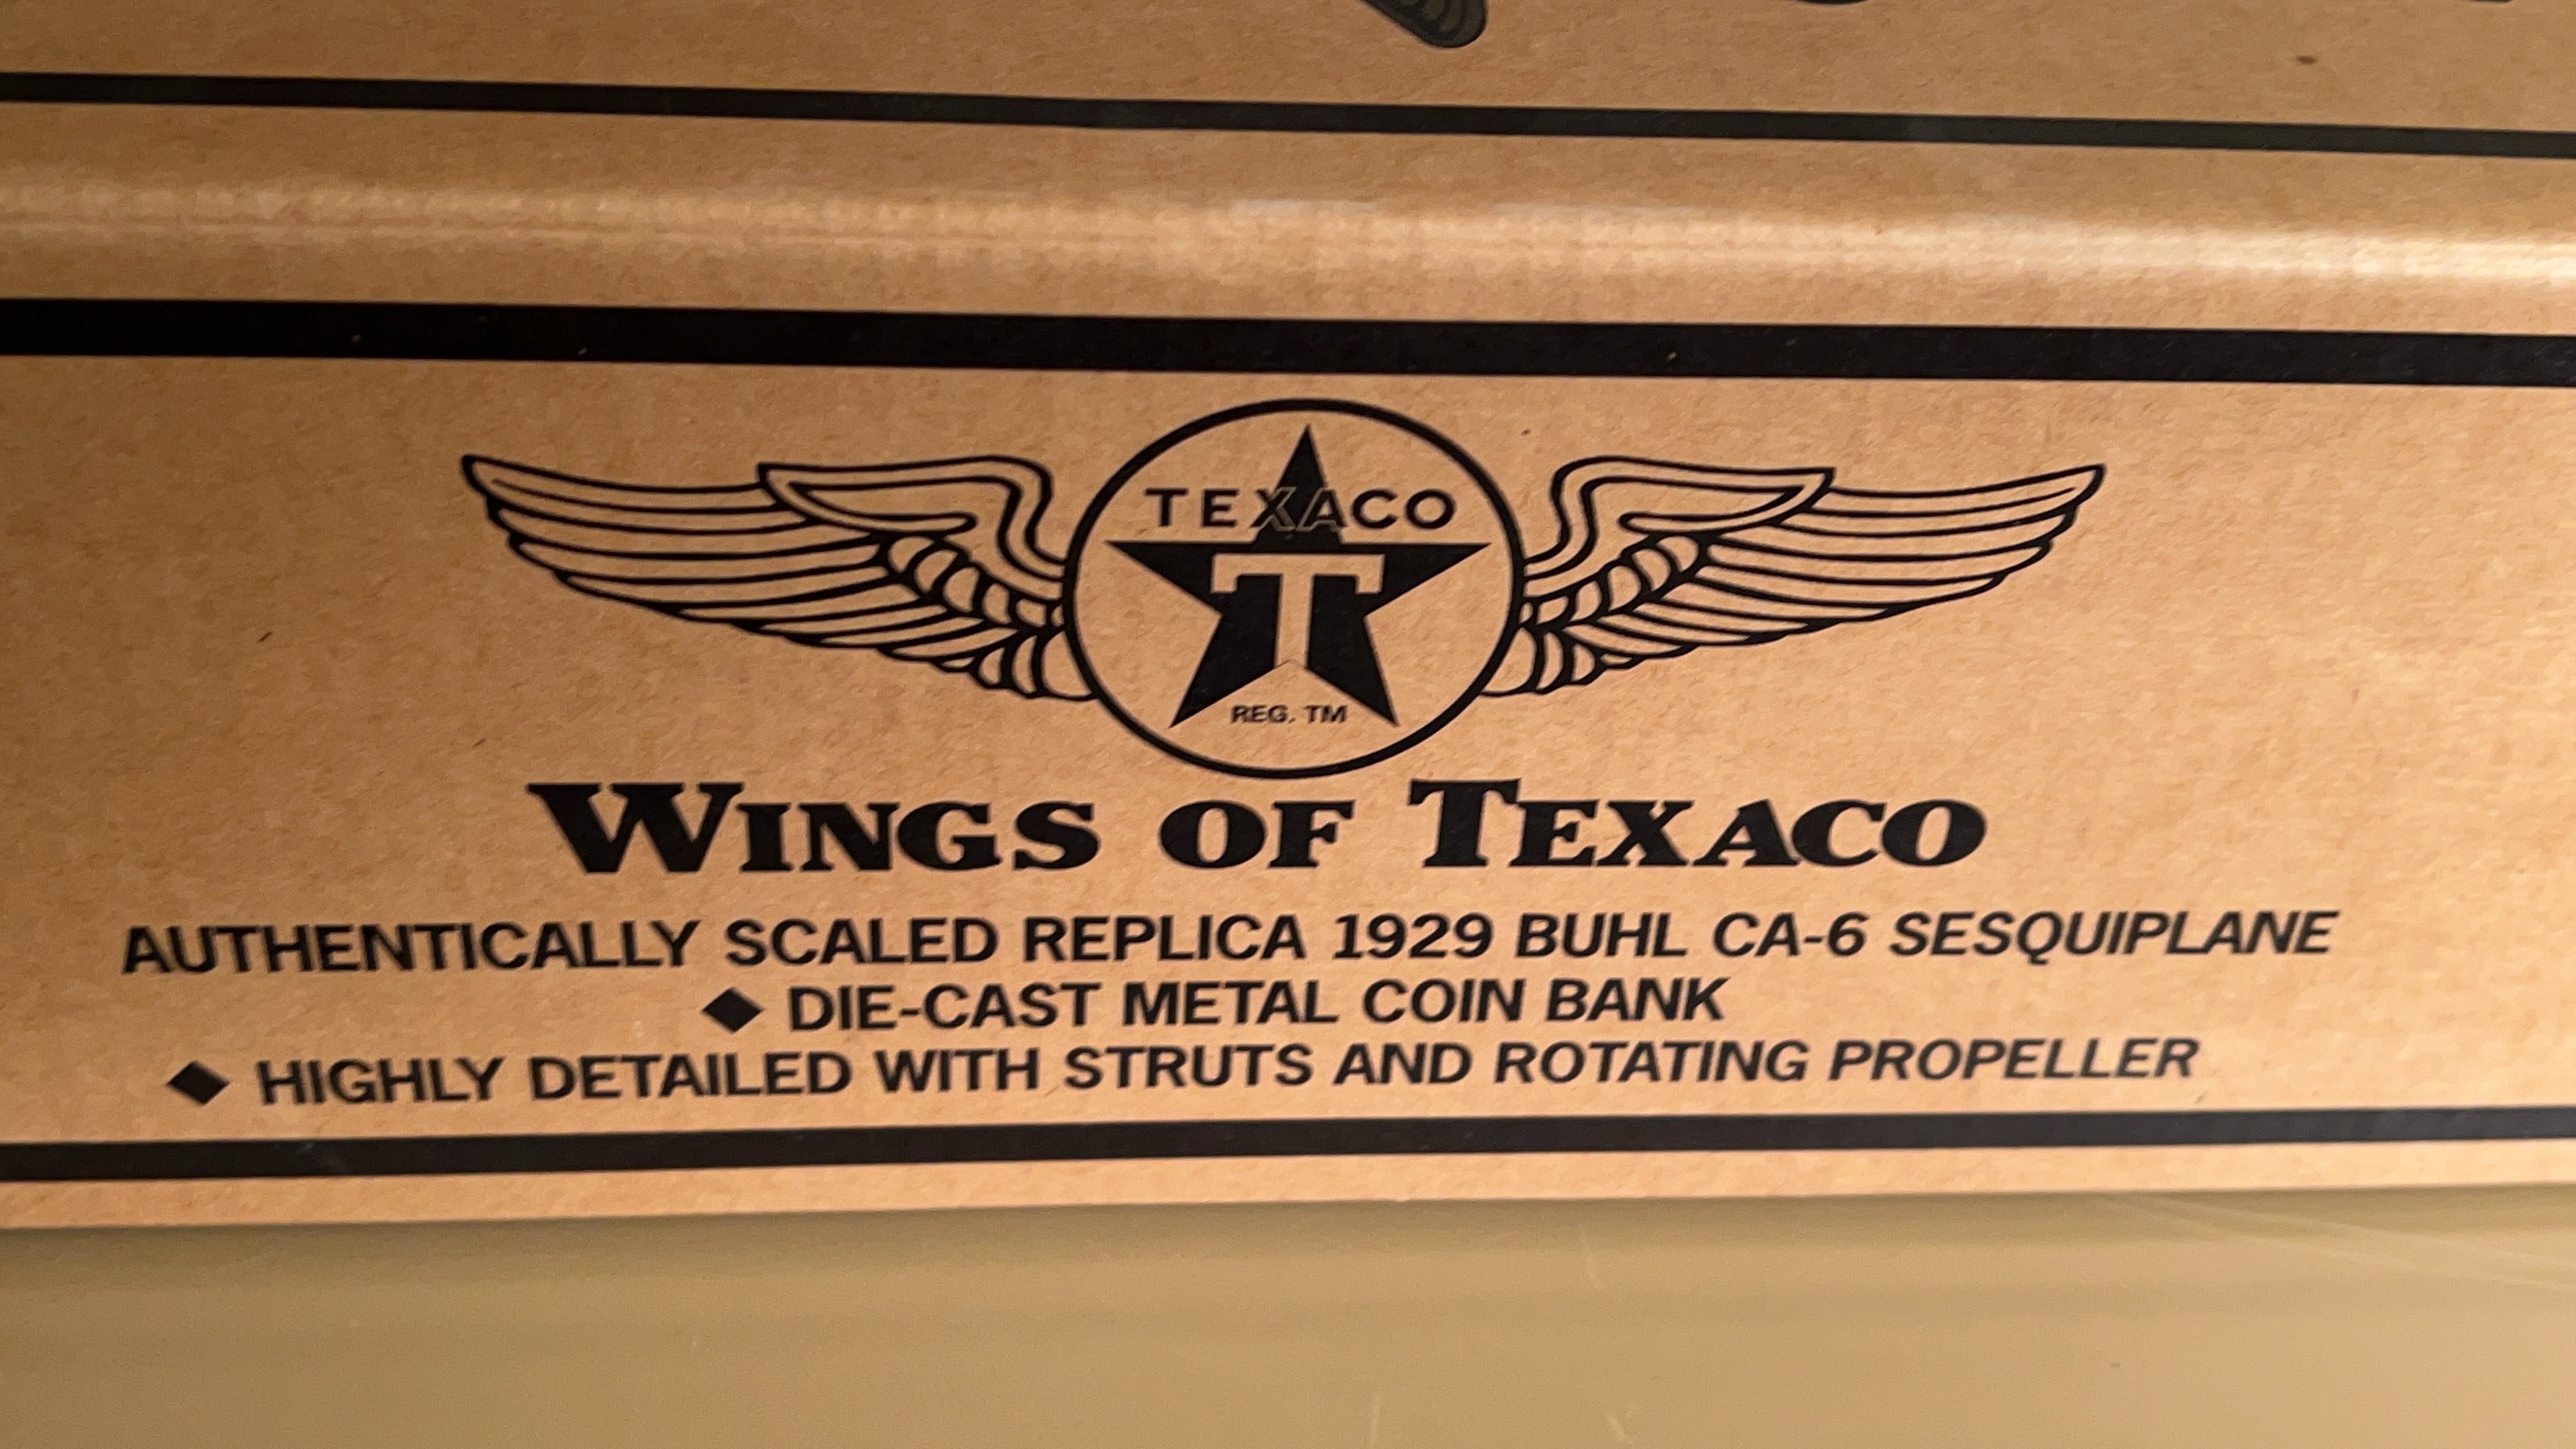 TEXACO
T
REG. TM
WINGS OF TEXACO
AUTHENTICALLY SCALED REPLICA 1929 BUHL CA-6 SESQUIPLANE
◆ DIE-CAST METAL COIN BANK
◆ HIGHLY DETAILED WITH STRUTS AND ROTATING PROPELLER